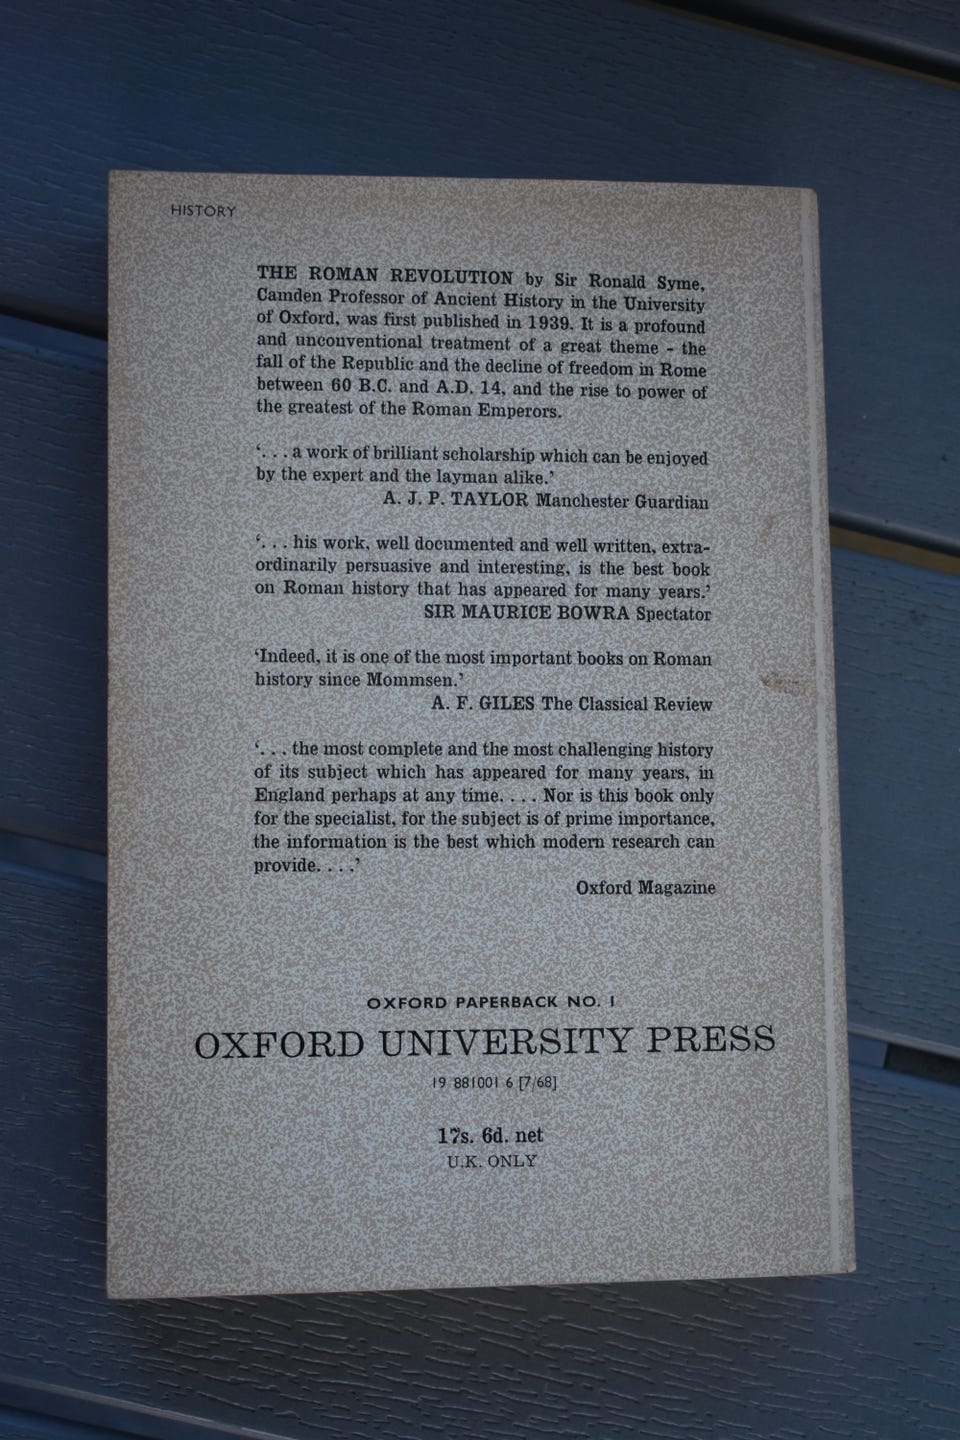 HISTORY
THE ROMAN REVOLUTION by Sir Ronald Syme,
Camden Professor of Ancient History in the University
of Oxford, was first published in 1939. It is a profound
and unconventional treatment of a great theme - the
fall of the Republic and the decline of freedom in Rome
between 60 B.C. and A.D. 14, and the rise to power of
the greatest of the Roman Emperors.
‘. . . a work of brilliant scholarship which can be enjoyed
by the expert and the layman alike.’
A. J. P. TAYLOR Manchester Guardian
‘. . . his work, well documented and well written, extra-
ordinarily persuasive and interesting, is the best book
on Roman history that has appeared for many years.’
SIR MAURICE BOWRA Spectator
‘Indeed, it is one of the most important books on Roman
history since Mommsen.’
A. F. GILES The Classical Review
‘. . . the most complete and the most challenging history
of its subject which has appeared for many years, in
England perhaps at any time. . . . Nor is this book only
for the specialist, for the subject is of prime importance,
the information is the best which modern research can
provide. . . .’
Oxford Magazine
OXFORD PAPERBACK NO. 1
OXFORD UNIVERSITY PRESS
19 881001 6 [7/68]
17s. 6d. net
U.K. ONLY